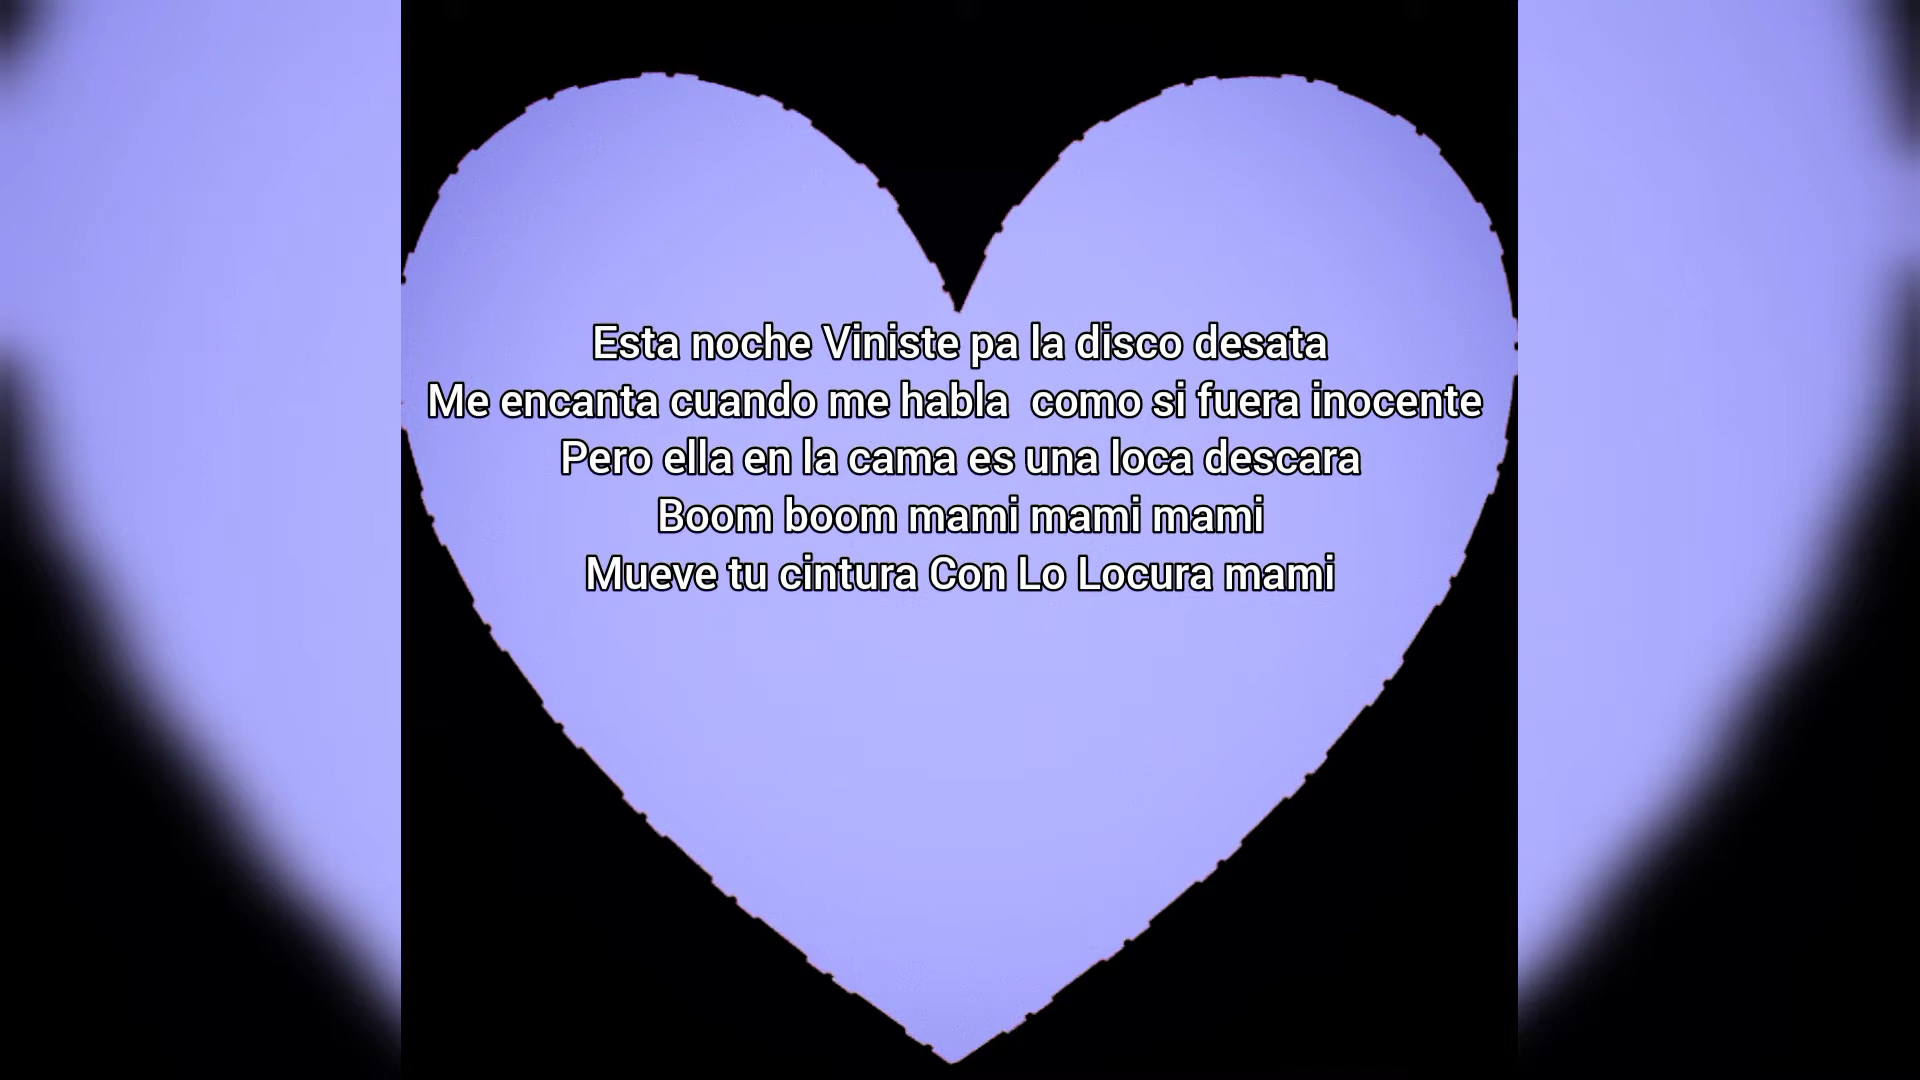 Esta noche Viniste pa la disco desata
Me encanta cuando me habla  como si fuera inocente
Pero ella en la cama es una loca descara
Boom boom mami mami mami
Mueve tu cintura Con Lo Locura mami